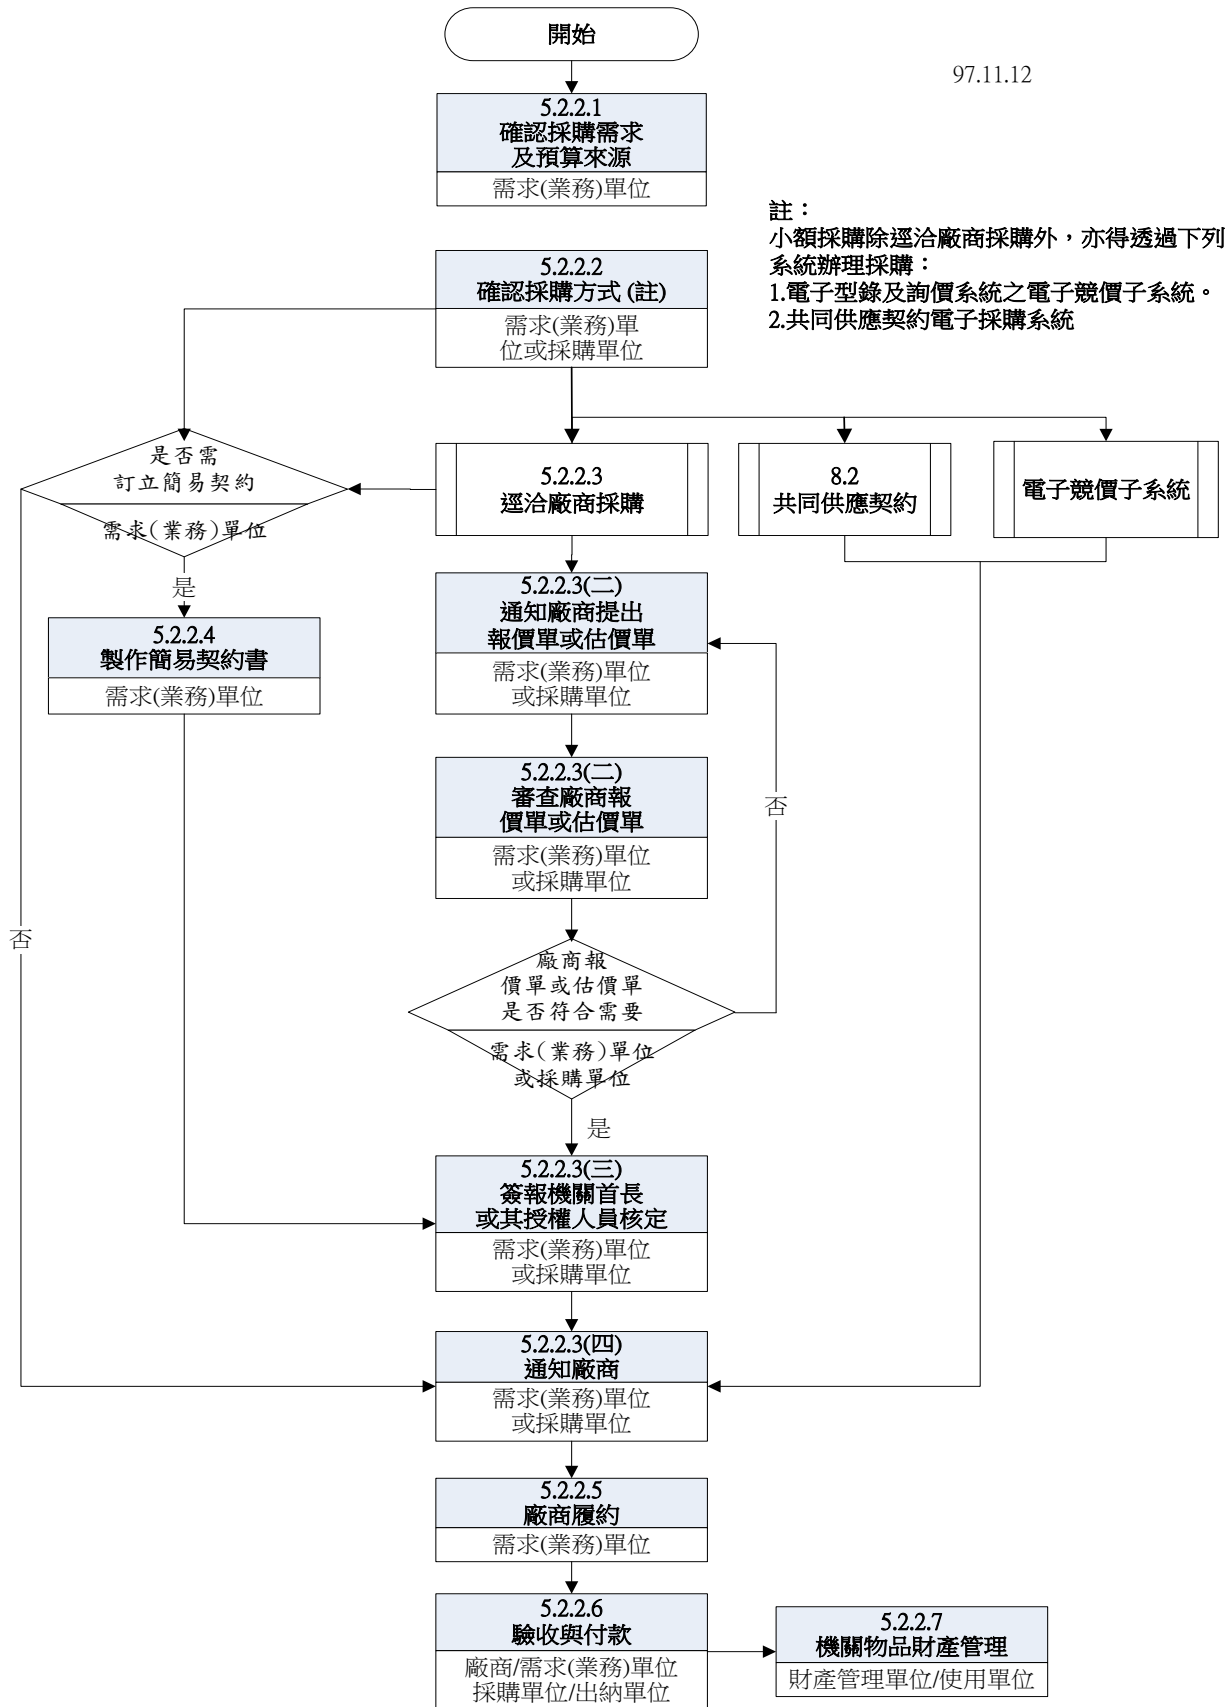 開始
97.11.12
5.2.2.1
確認採購需求
及預算來源
需求(業務)單位
註：
小額採購除逕洽廠商採購外，亦得透過下列
系統辦理採購：
1.電子型錄及詢價系統之電子競價子系統。
2.共同供應契約電子採購系統
5.2.2.2
確認採購方式 (註)
需求(業務)單
位或採購單位
是否需
訂立簡易契約
需求(業務)單位
5.2.2.3
逕洽廠商採購
8.2
共同供應契約
電子競價子系統
是
5.2.2.4
製作簡易契約書
需求(業務)單位
5.2.2.3(二)
通知廠商提出
報價單或估價單
需求(業務)單位
或採購單位
5.2.2.3(二)
審查廠商報
價單或估價單
需求(業務)單位
或採購單位
否
否
廠商報
價單或估價單
是否符合需要
需求(業務)單位
或採購單位
是
5.2.2.3(三)
簽報機關首長
或其授權人員核定
需求(業務)單位
或採購單位
5.2.2.3(四)
通知廠商
需求(業務)單位
或採購單位
5.2.2.5
廠商履約
需求(業務)單位
5.2.2.6
驗收與付款
廠商/需求(業務)單位
採購單位/出納單位
5.2.2.7
機關物品財產管理
財產管理單位/使用單位